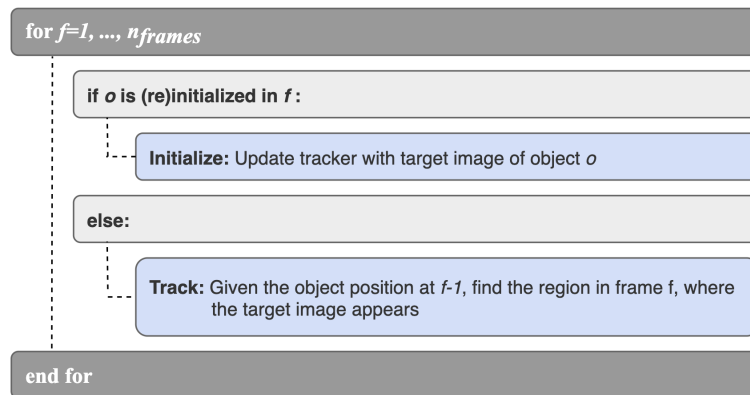 for f=1, ..., nframes
if o is (re)initialized in f :
Initialize: Update tracker with target image of object o
else:
Track: Given the object position at f-1, find the region in frame f, where
the target image appears
end for